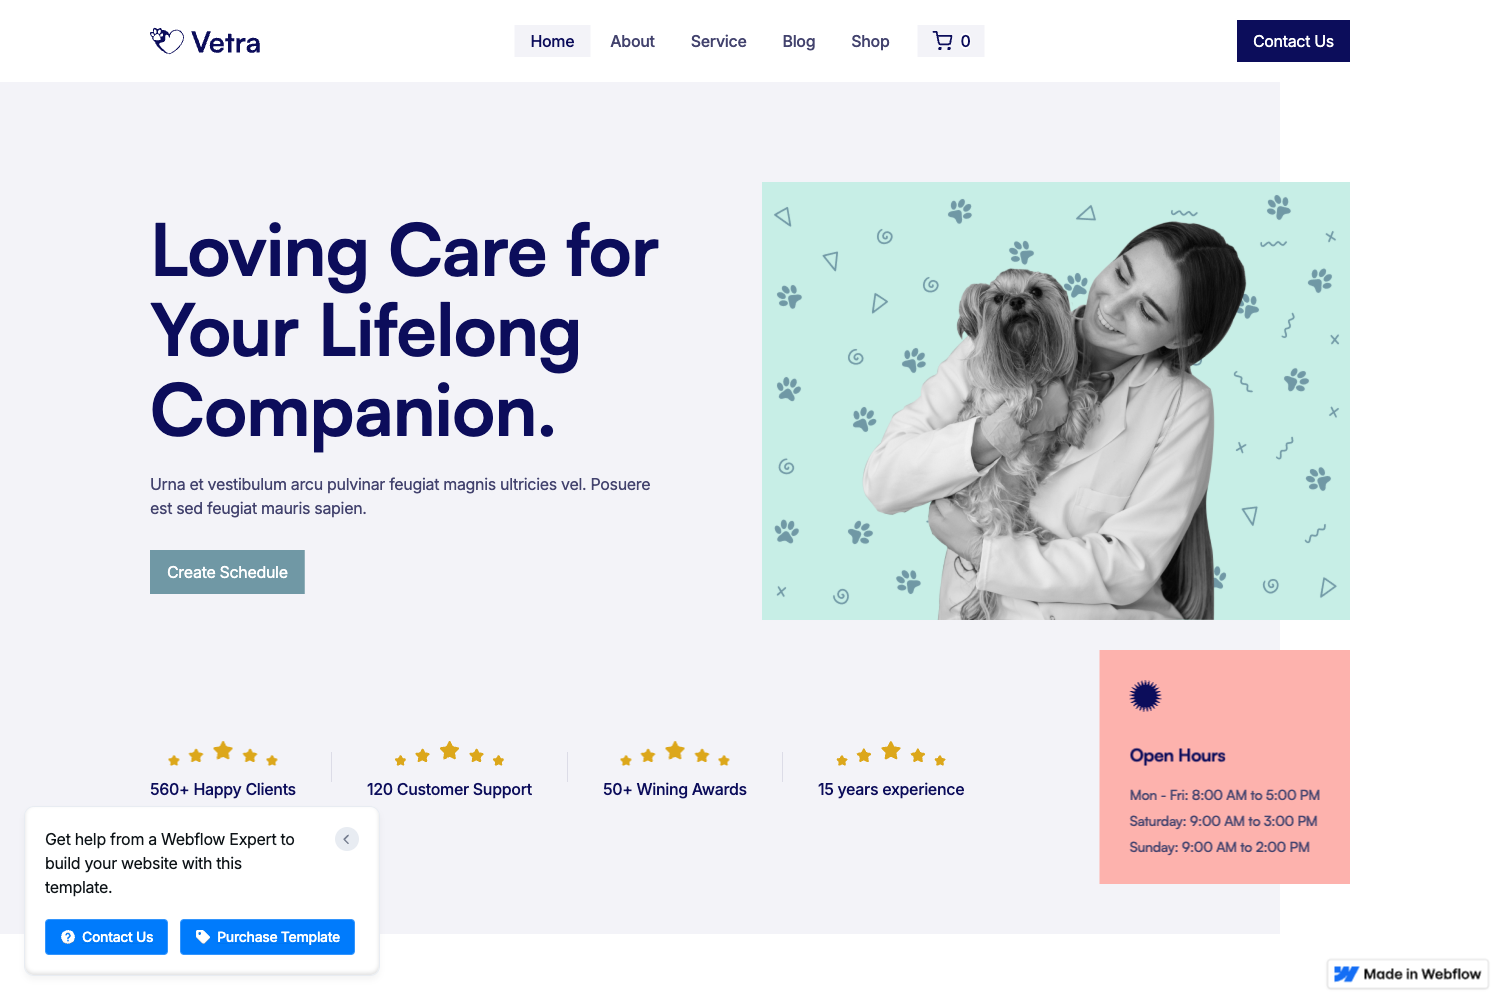 Vetra
Home
About
Service
Blog
Shop
0
Contact Us
Loving Care for
Your Lifelong
Companion.
Urna et vestibulum arcu pulvinar feugiat magnis ultricies vel. Posuere
est sed feugiat mauris sapien.
Create Schedule
560+ Happy Clients
120 Customer Support
50+ Wining Awards
15 years experience
Open Hours
Mon - Fri: 8:00 AM to 5:00 PM
Saturday: 9:00 AM to 3:00 PM
Sunday: 9:00 AM to 2:00 PM
Get help from a Webflow Expert to
build your website with this
template.
Contact Us
Purchase Template
Made in Webflow